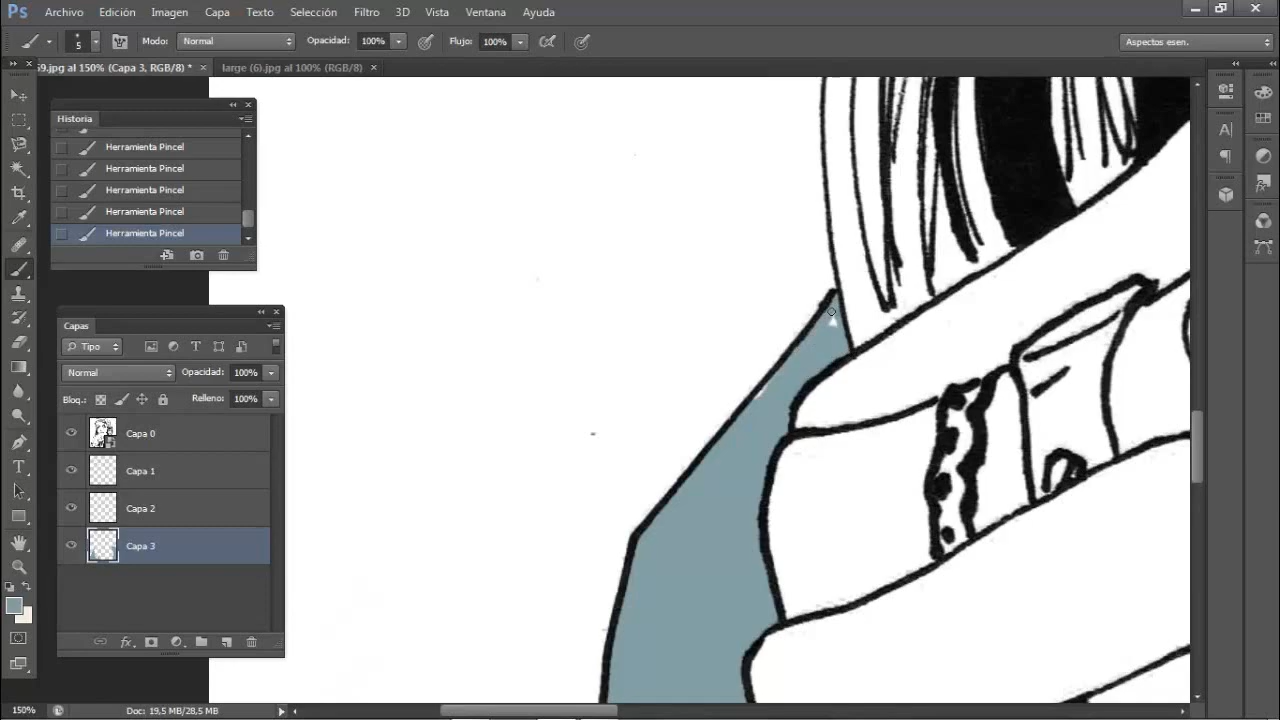 Ps Archivo Edición Imagen Capa Texto Selección Filtro 3D Vista Ventana Ayuda
5 Modo: Normal Opacidad: 100% Flujo: 100% Aspectos esen.
69.jpg al 150% (Capa 3, RGB/8) * × large (6).jpg al 100% (RGB/8) ×
Historia
Herramienta Pincel
Herramienta Pincel
Herramienta Pincel
Herramienta Pincel
Herramienta Pincel
Capas
Tipo
Normal Opacidad: 100%
Bloq.: Relleno: 100%
Capa 0
Capa 1
Capa 2
Capa 3
150% Doc: 19,5 MB/28,5 MB